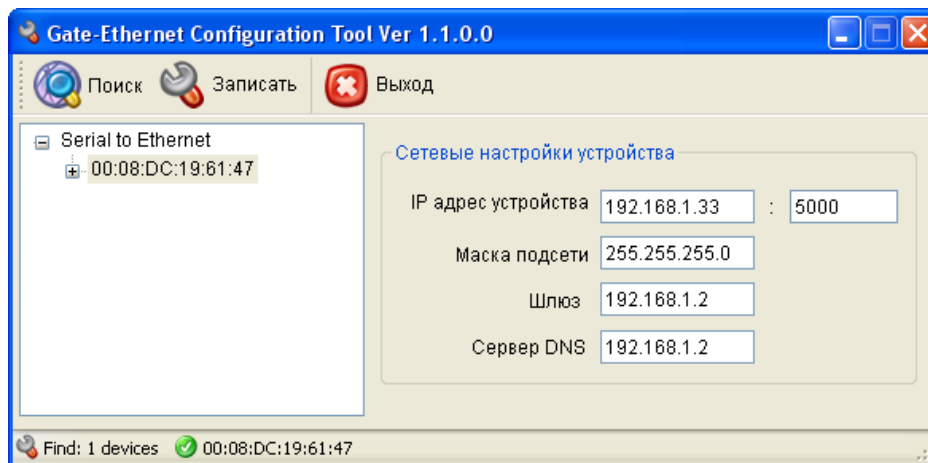 Gate-Ethernet Configuration Tool Ver 1.1.0.0
Поиск Записать Выход
Serial to Ethernet
00:08:DC:19:61:47
Сетевые настройки устройства
IP адрес устройства 192.168.1.33 : 5000
Маска подсети 255.255.255.0
Шлюз 192.168.1.2
Сервер DNS 192.168.1.2
Find: 1 devices 00:08:DC:19:61:47